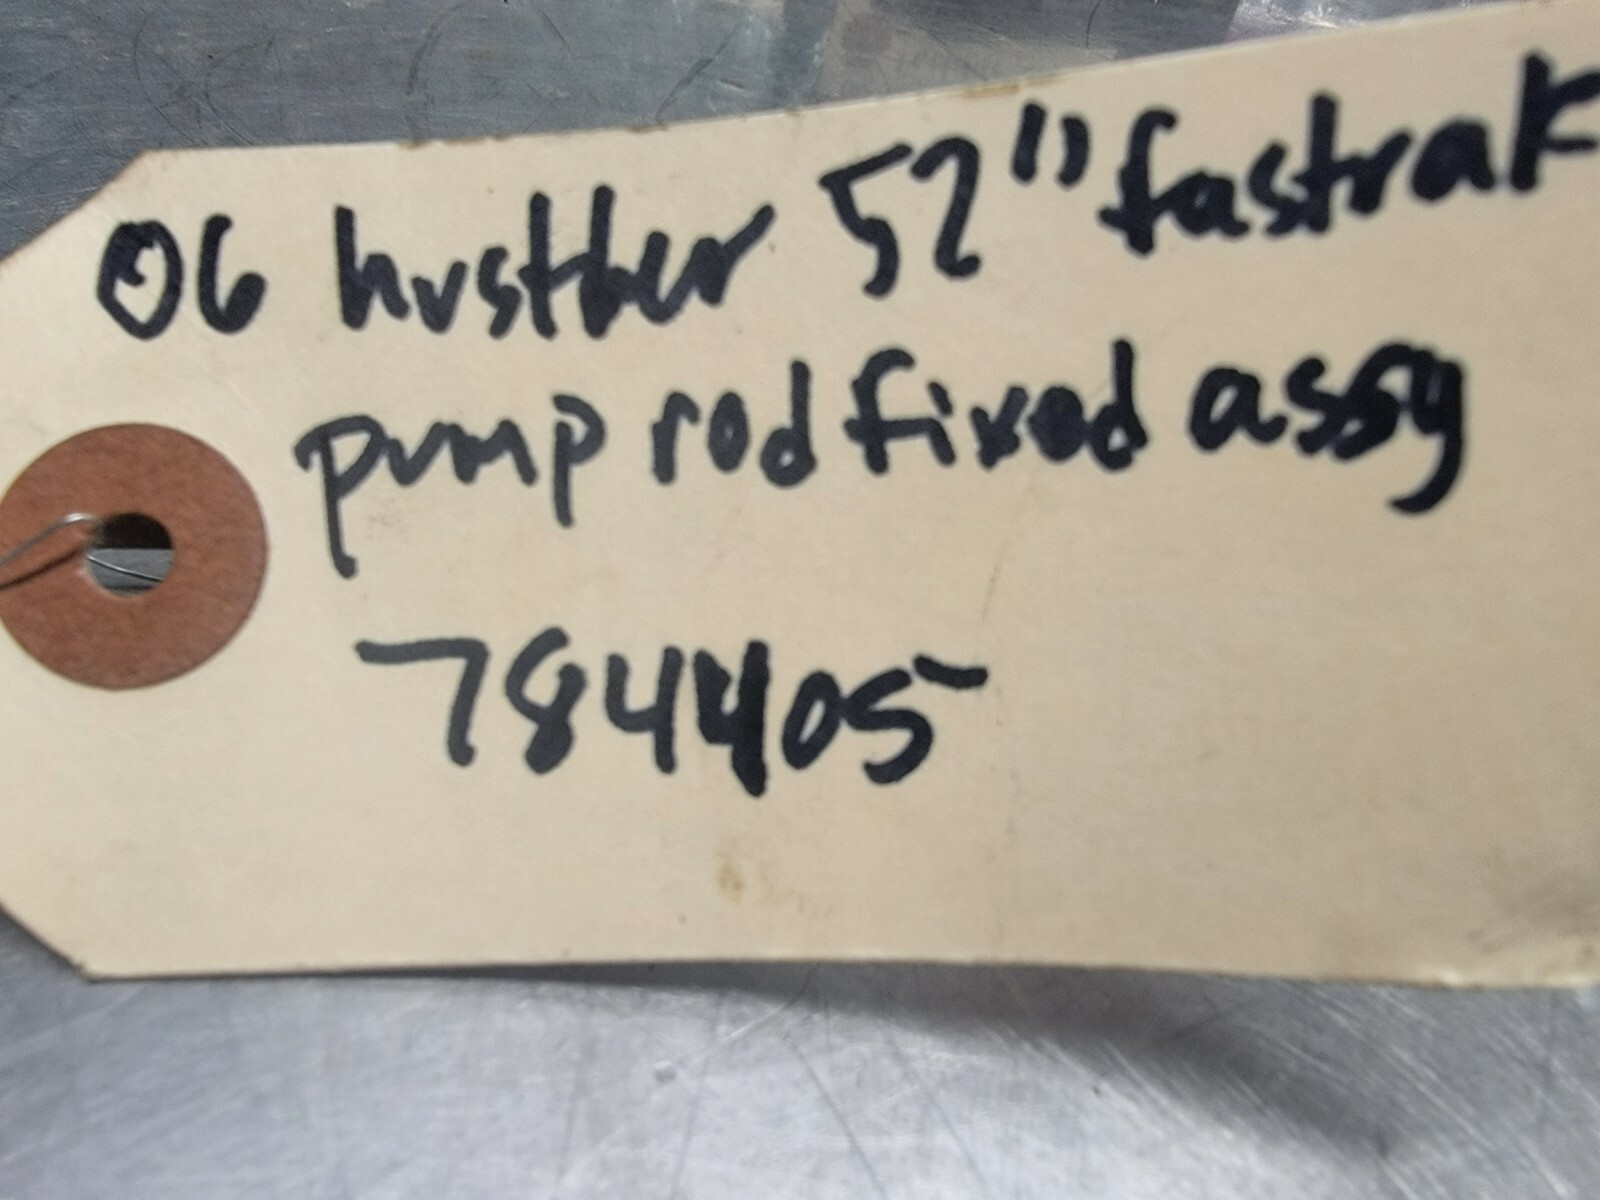 06 hustler 52" fastrak
pump rod fixed assy
784405